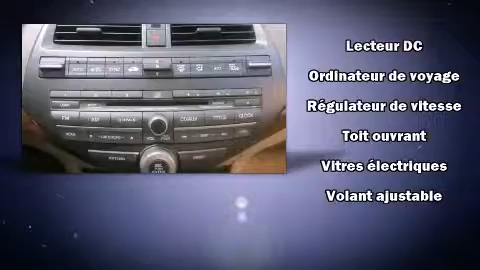 Lecteur DC
Ordinateur de voyage
Régulateur de vitesse
Toit ouvrant
Vitres électriques
Volant ajustable